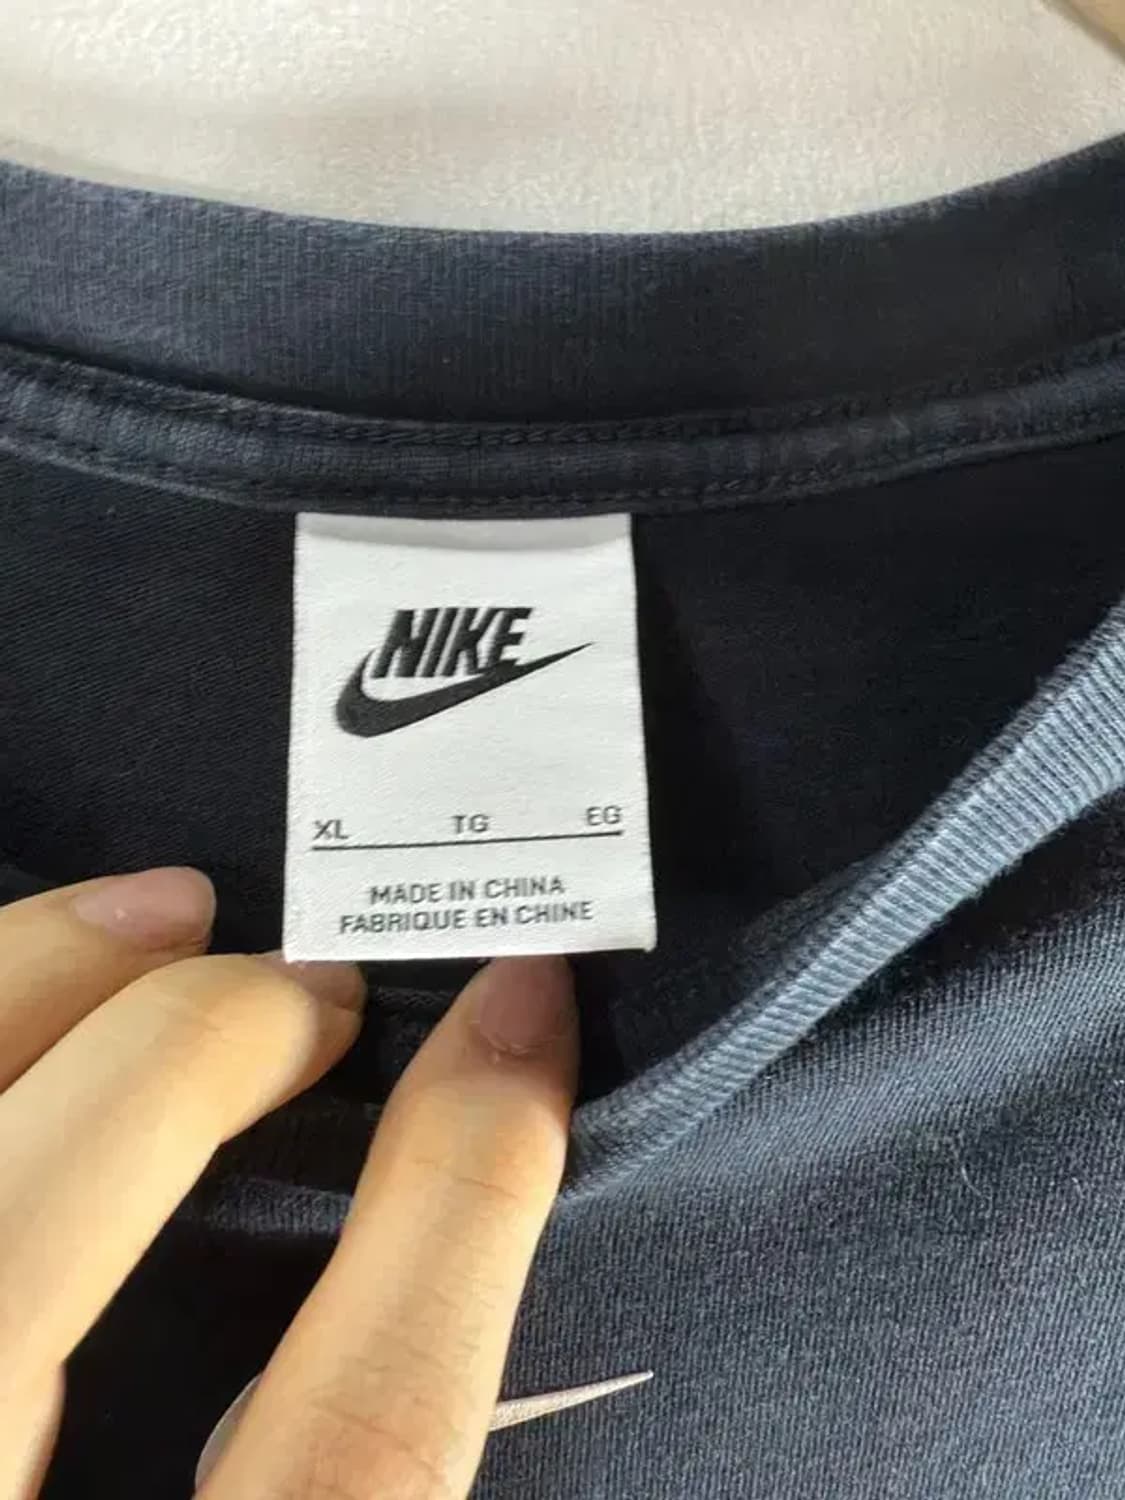 NIKE
XL TG EG
MADE IN CHINA
FABRIQUE EN CHINE